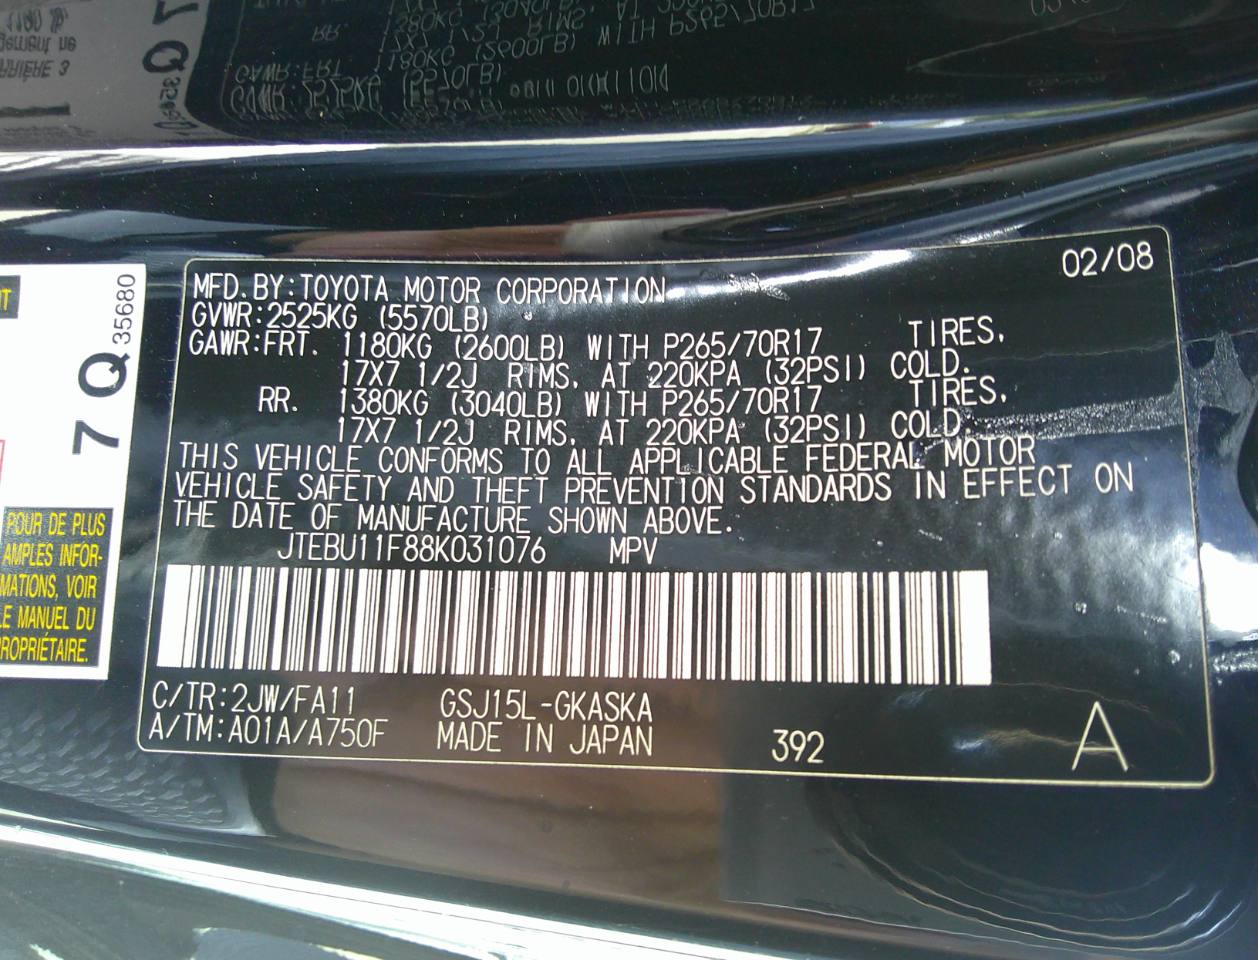 02/08
MFD.BY:TOYOTA MOTOR CORPORATION
GVWR:2525KG (5570LB)
GAWR:FRT. 1180KG (2600LB) WITH P265/70R17 TIRES,
17X7 1/2J RIMS, AT 220KPA (32PSI) COLD.
RR. 1380KG (3040LB) WITH P265/70R17 TIRES,
17X7 1/2J RIMS, AT 220KPA (32PSI) COLD.
THIS VEHICLE CONFORMS TO ALL APPLICABLE FEDERAL MOTOR
VEHICLE SAFETY AND THEFT PREVENTION STANDARDS IN EFFECT ON
THE DATE OF MANUFACTURE SHOWN ABOVE.
JTEBU11F88K031076 MPV
C/TR:2JW/FA11 GSJ15L-GKASKA
A/TM:A01A/A750F MADE IN JAPAN 392 A
7Q 35680
POUR DE PLUS
AMPLES INFOR-
MATIONS, VOIR
LE MANUEL DU
PROPRIÉTAIRE.